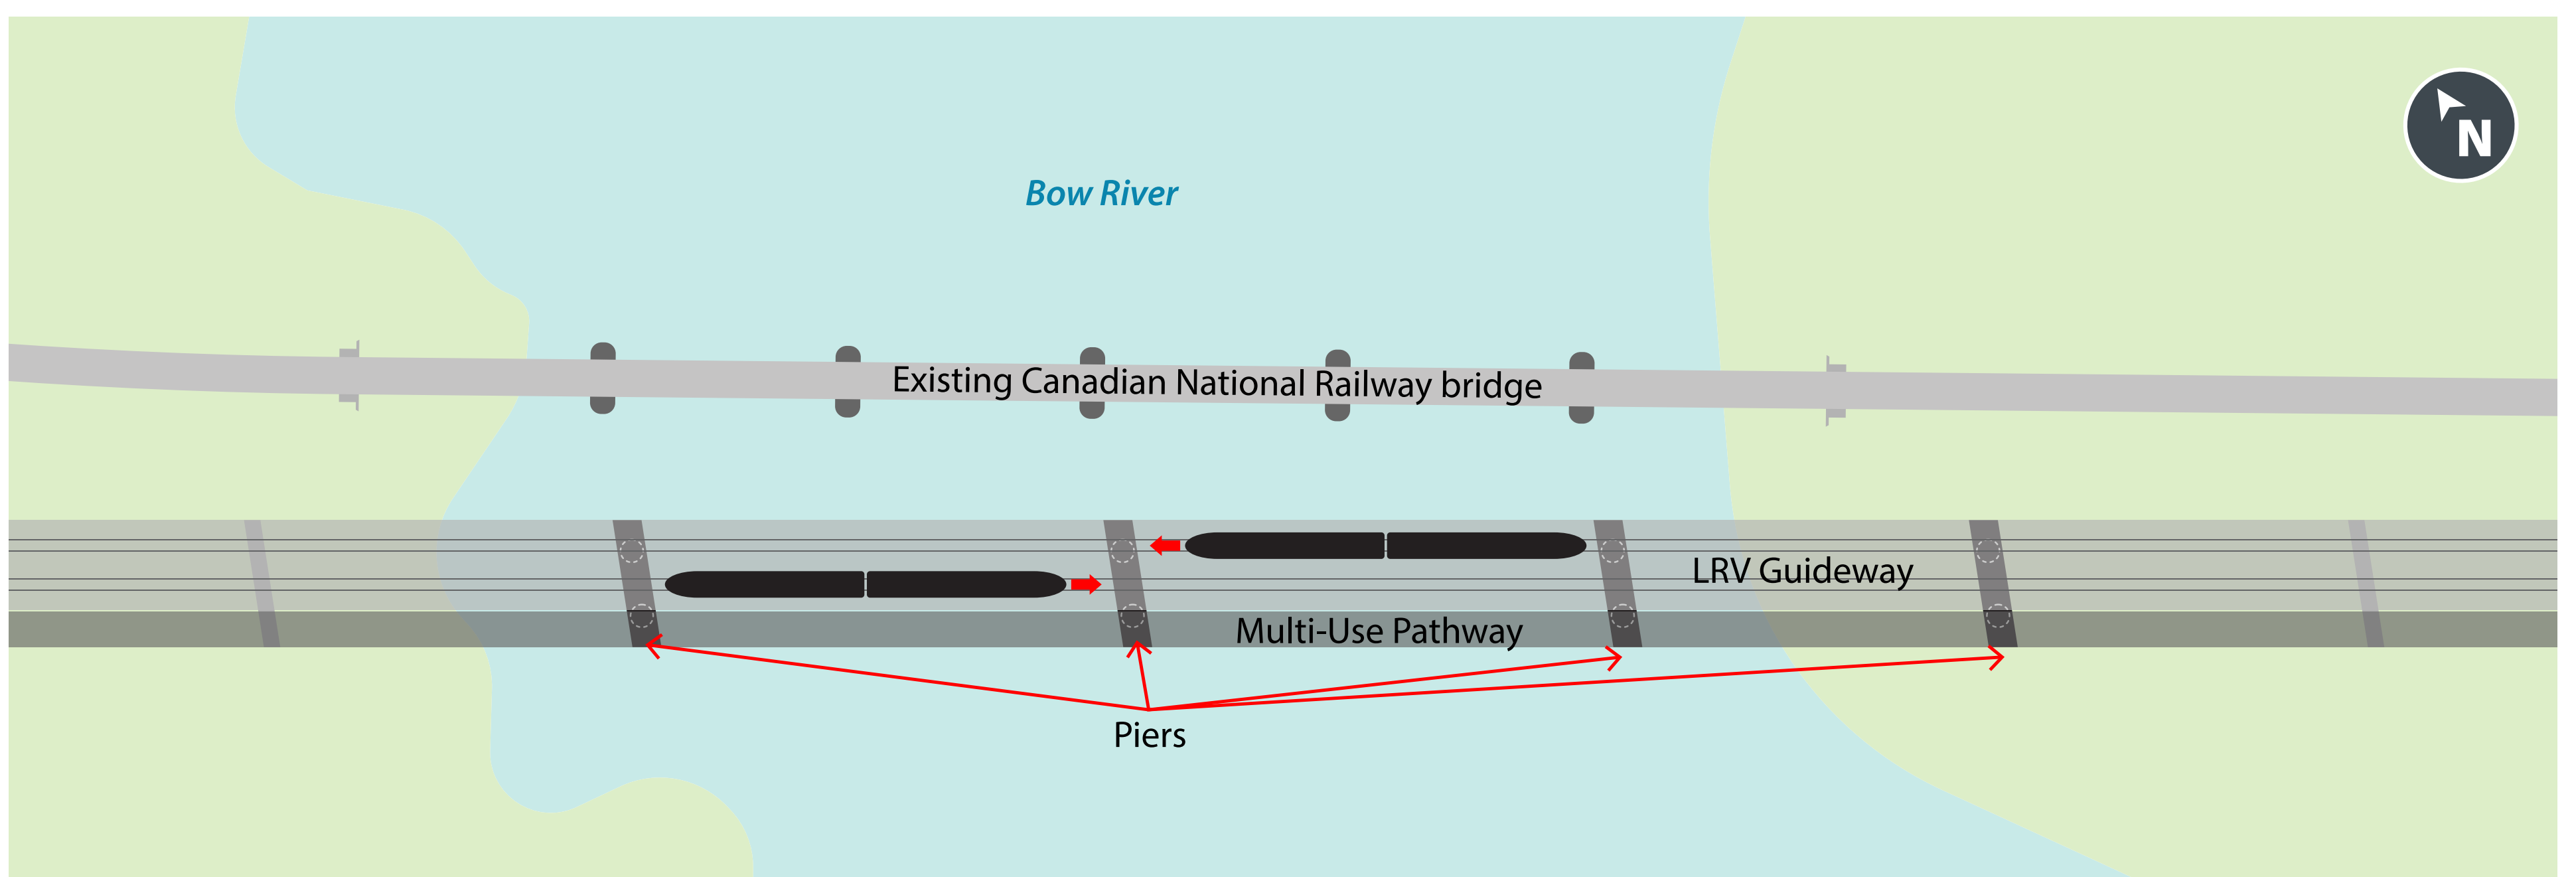 N
Bow River
Existing Canadian National Railway bridge
LRV Guideway
Multi-Use Pathway
Piers